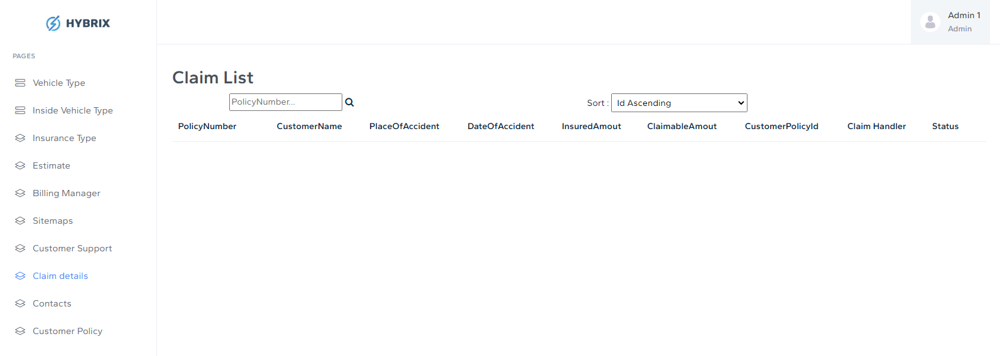 HYBRIX
Admin 1
Admin
PAGES
Vehicle Type
Inside Vehicle Type
Insurance Type
Estimate
Billing Manager
Sitemaps
Customer Support
Claim details
Contacts
Customer Policy
Claim List
PolicyNumber...
Sort : Id Ascending
PolicyNumber CustomerName PlaceOfAccident DateOfAccident InsuredAmout ClaimableAmout CustomerPolicyId Claim Handler Status